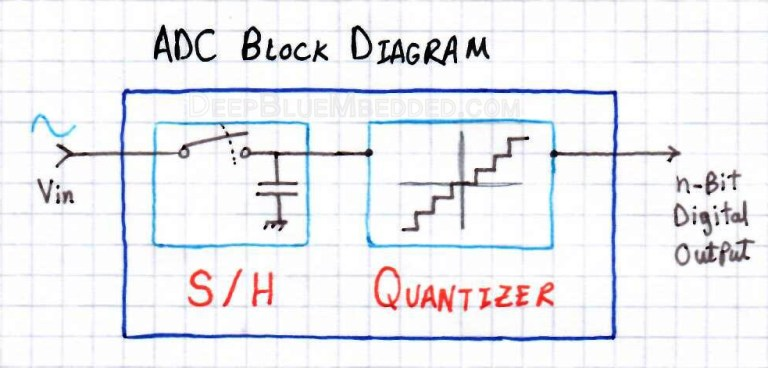 ADC BLOCK DIAGRAM
DEEPBLUEMBEDDED.COM
Vin
n-Bit
Digital
OutPut
S/H
QUANTIZER